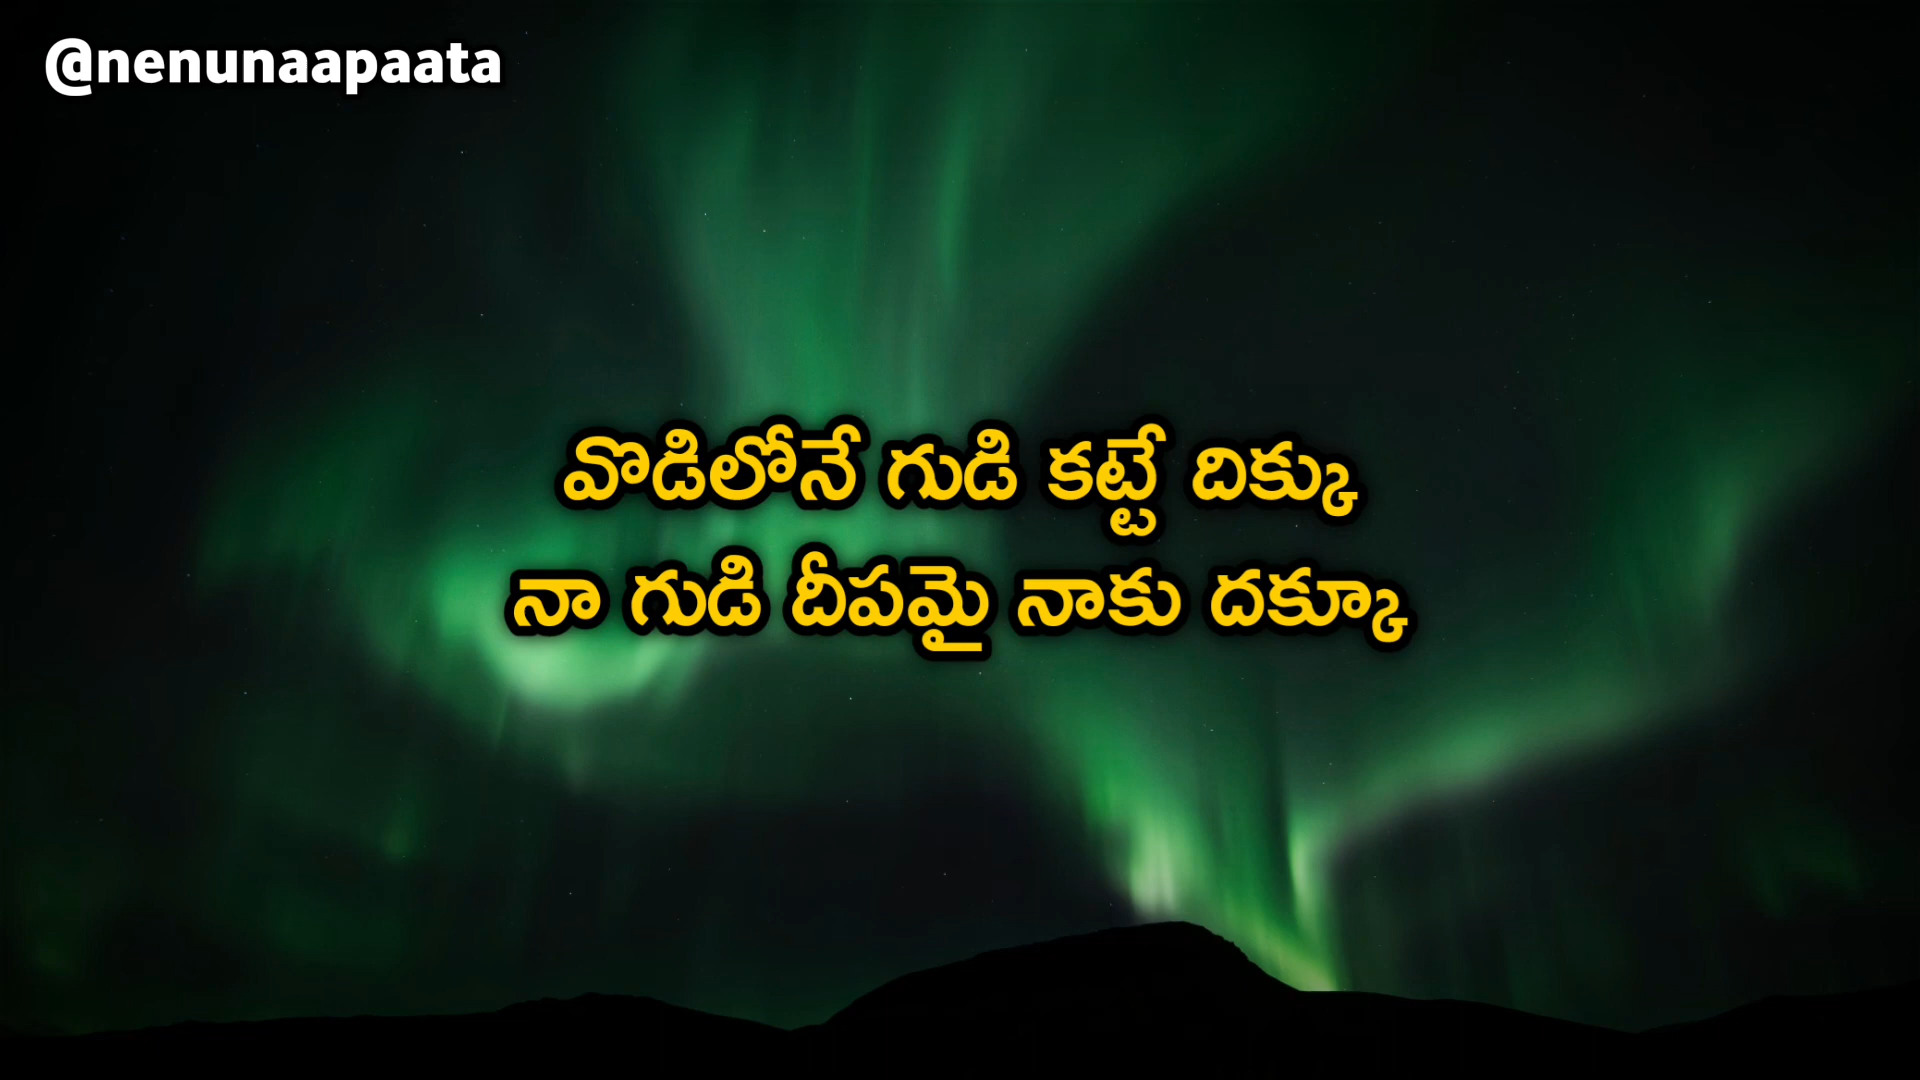 @nenunaapaata
వొడిలోనే గుడి కట్టే దిక్కు
నా గుడి దీపమై నాకు దక్కూ